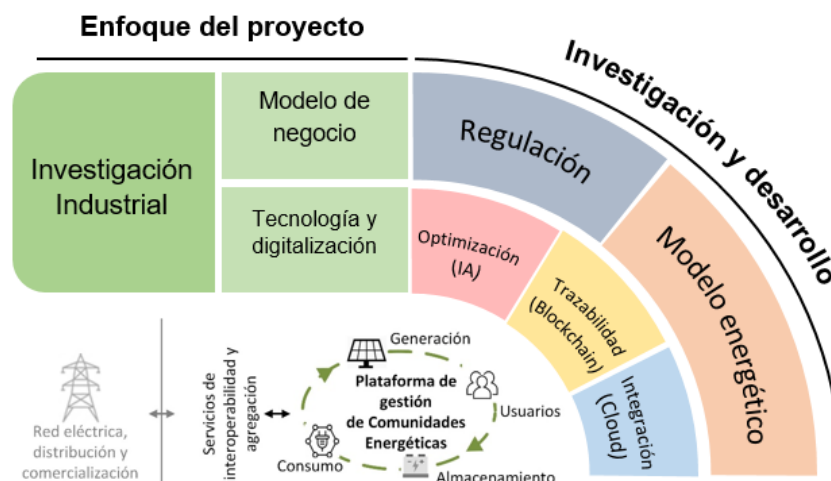 Enfoque del proyecto
Investigación y desarrollo
Investigación
Industrial
Modelo de
negocio
Tecnología y
digitalización
Regulación
Modelo energético
Optimización
(IA)
Trazabilidad
(Blockchain)
Integración
(Cloud)
Red eléctrica,
distribución y
comercialización
Servicios de
interoperabilidad y
agregación
Generación
Plataforma de
gestión
de Comunidades
Energéticas
Usuarios
Consumo
Almacenamiento